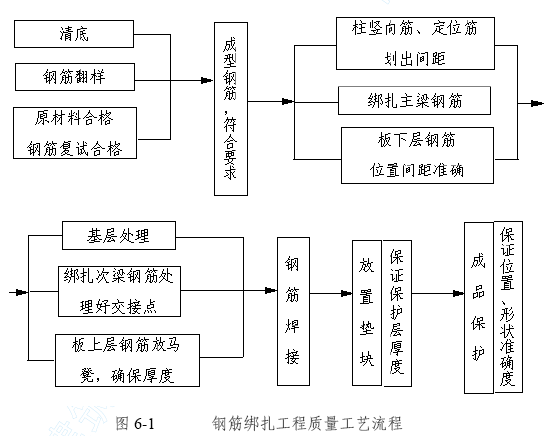 清底
钢筋翻样
原材料合格
钢筋复试合格
成型钢筋，符合要求
柱竖向筋、定位筋
划出间距
绑扎主梁钢筋
板下层钢筋
位置间距准确
基层处理
绑扎次梁钢筋处
理好交接点
板上层钢筋放马
凳，确保厚度
钢筋焊接
放置垫块
保证保护层厚度
成品保护
保证位置、形状准确度
图 6-1 钢筋绑扎工程质量工艺流程